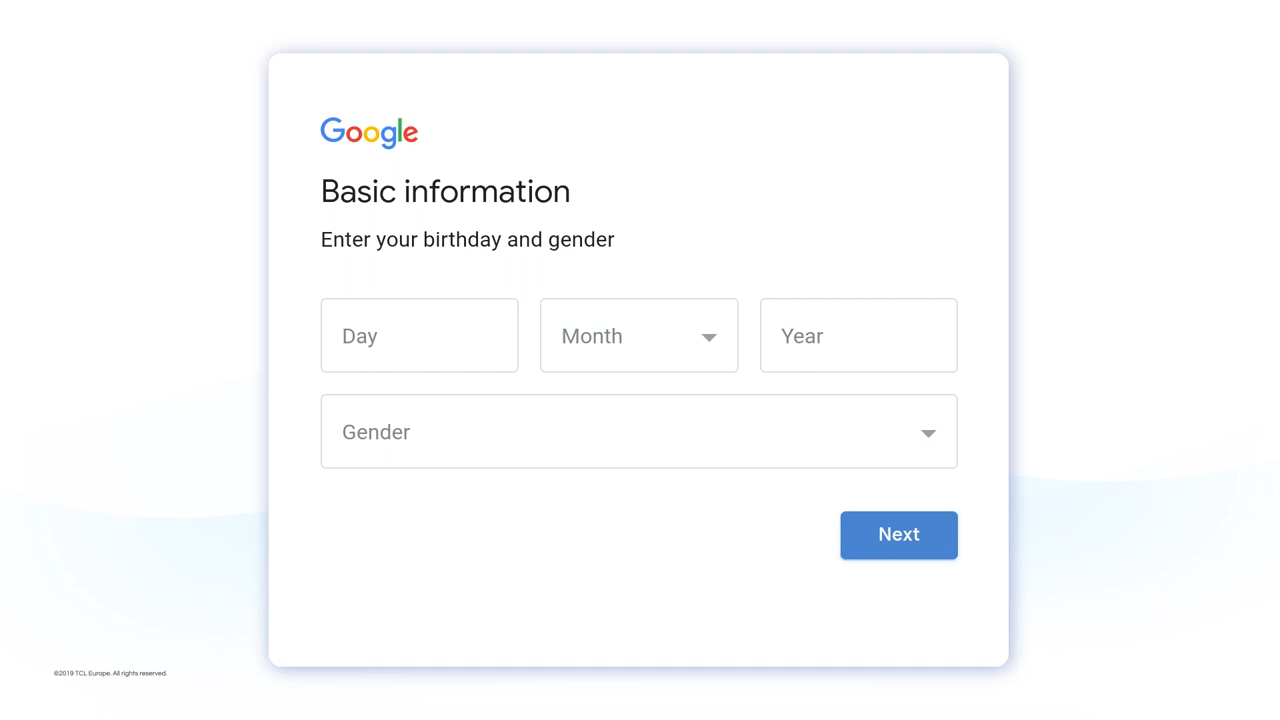 Google
Basic information
Enter your birthday and gender
Day
Month
Year
Gender
Next
©2019 TCL Europe. All rights reserved.